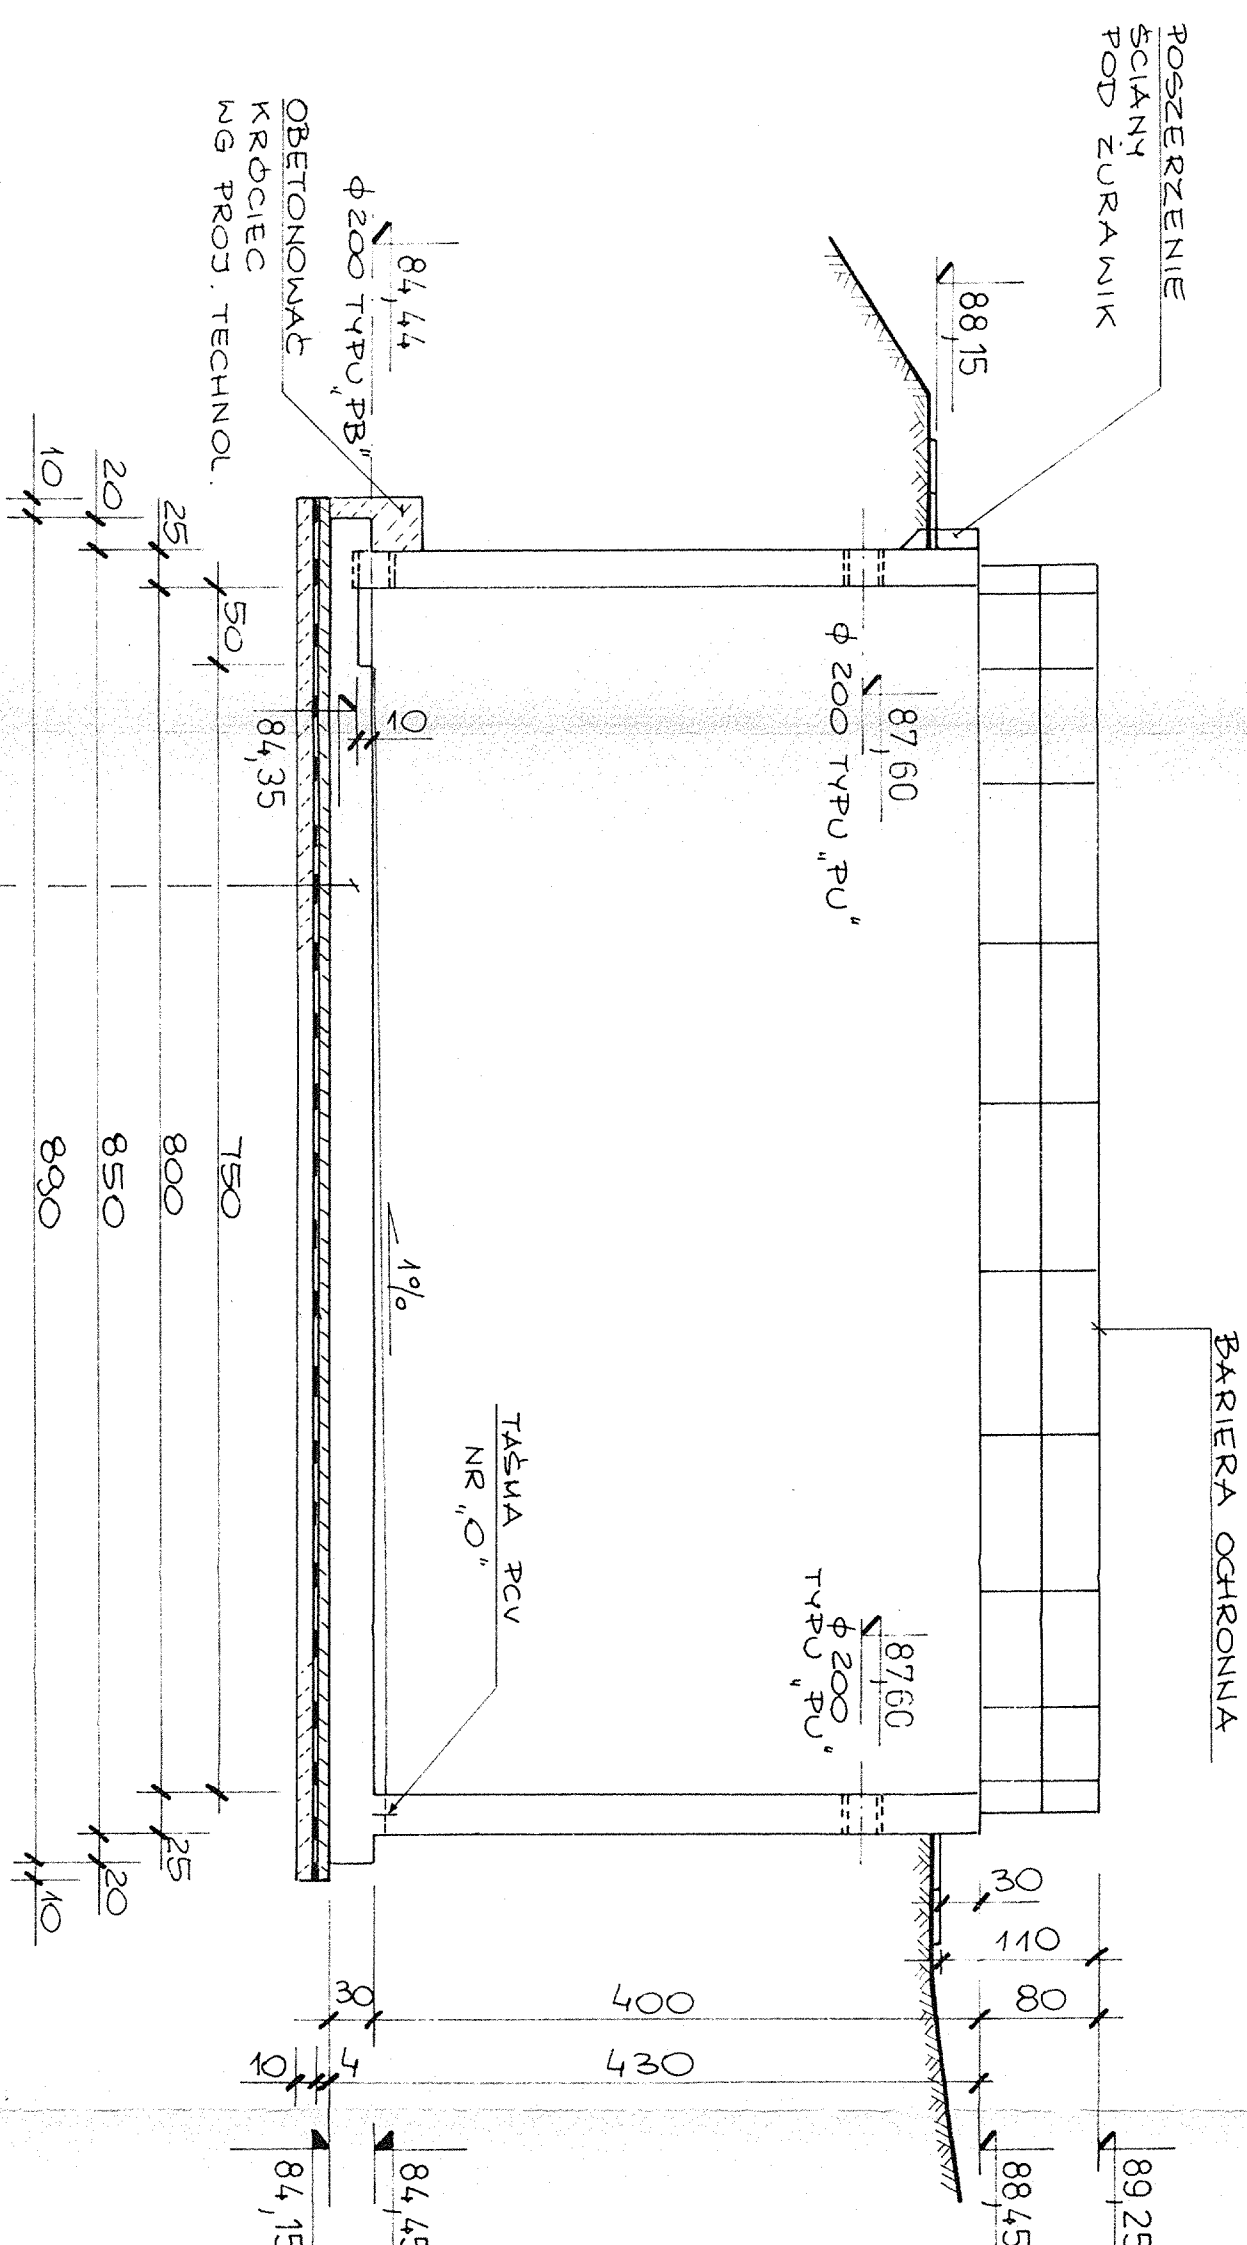 POSZERZENIE
ŚCIANY
POD ŻURAWIK
BARIERA OCHRONNA
88,15
87,60
φ 200 TYPU „PU"
87,60
φ 200
TYPU „PU"
84,44
φ 200 TYPU „PB"
OBETONOWAĆ
KRÓCIEC
WG PROJ. TECHNOL.
TAŚMA PCV
NR „O"
1%
10
84,35
50
750
25
800
25
20
850
20
10
890
10
30
110
80
400
30
430
4
10
89,25
88,45
84,45
84,15